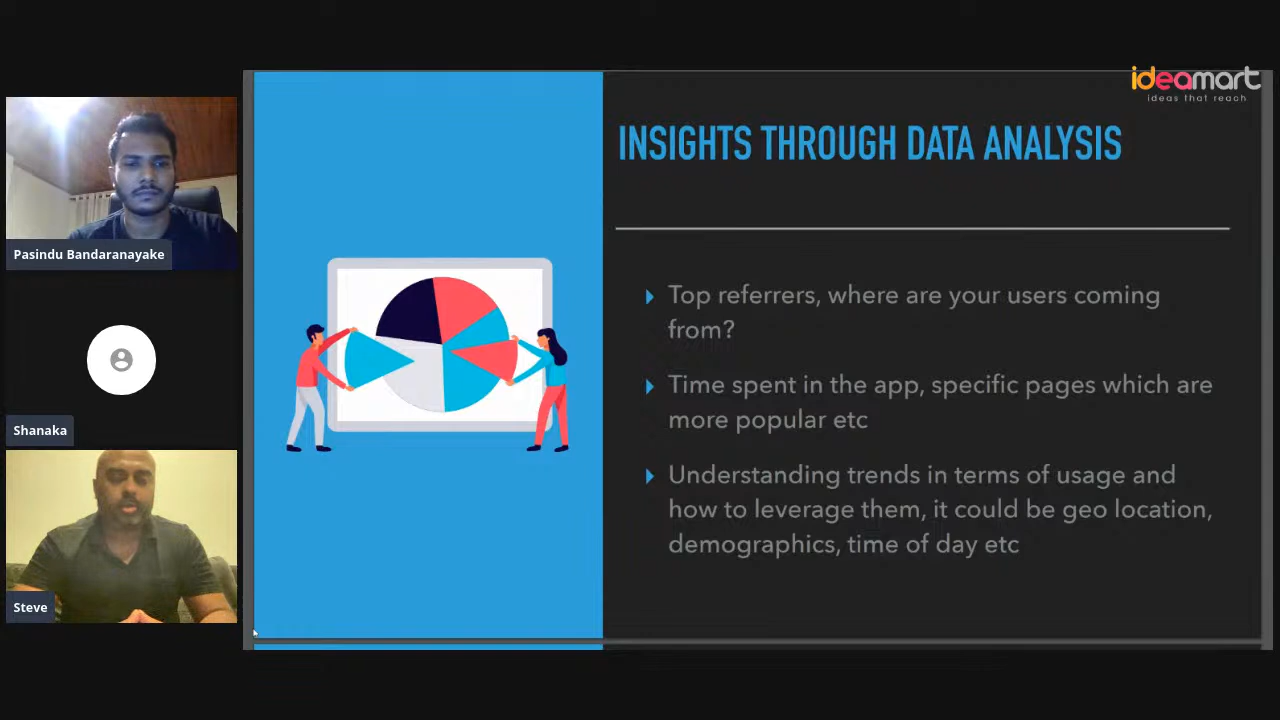 ideamart
ideas that reach
INSIGHTS THROUGH DATA ANALYSIS
Top referrers, where are your users coming
from?
Time spent in the app, specific pages which are
more popular etc
Understanding trends in terms of usage and
how to leverage them, it could be geo location,
demographics, time of day etc
Pasindu Bandaranayake
Shanaka
Steve